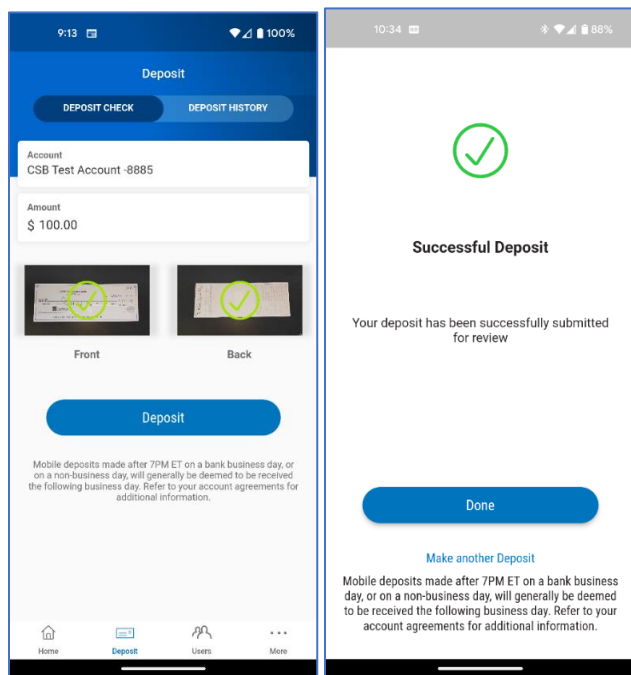 9:13
100%
Deposit
DEPOSIT CHECK
DEPOSIT HISTORY
Account
CSB Test Account -8885
Amount
$ 100.00
Front
Back
Deposit
Mobile deposits made after 7PM ET on a bank business day, or
on a non-business day, will generally be deemed to be received
the following business day. Refer to your account agreements for
additional information.
Home
Deposit
Users
More
10:34
88%
Successful Deposit
Your deposit has been successfully submitted
for review
Done
Make another Deposit
Mobile deposits made after 7PM ET on a bank business
day, or on a non-business day, will generally be deemed
to be received the following business day. Refer to your
account agreements for additional information.